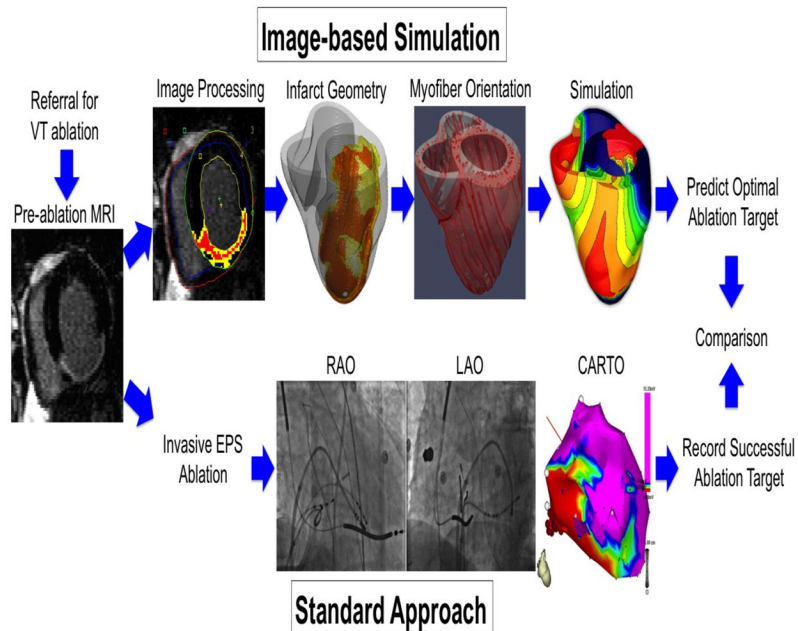 Image-based Simulation
Referral for
VT ablation
Pre-ablation MRI
Image Processing
Infarct Geometry
Myofiber Orientation
Simulation
Predict Optimal
Ablation Target
Comparison
Invasive EPS
Ablation
RAO
LAO
CARTO
Record Successful
Ablation Target
Standard Approach